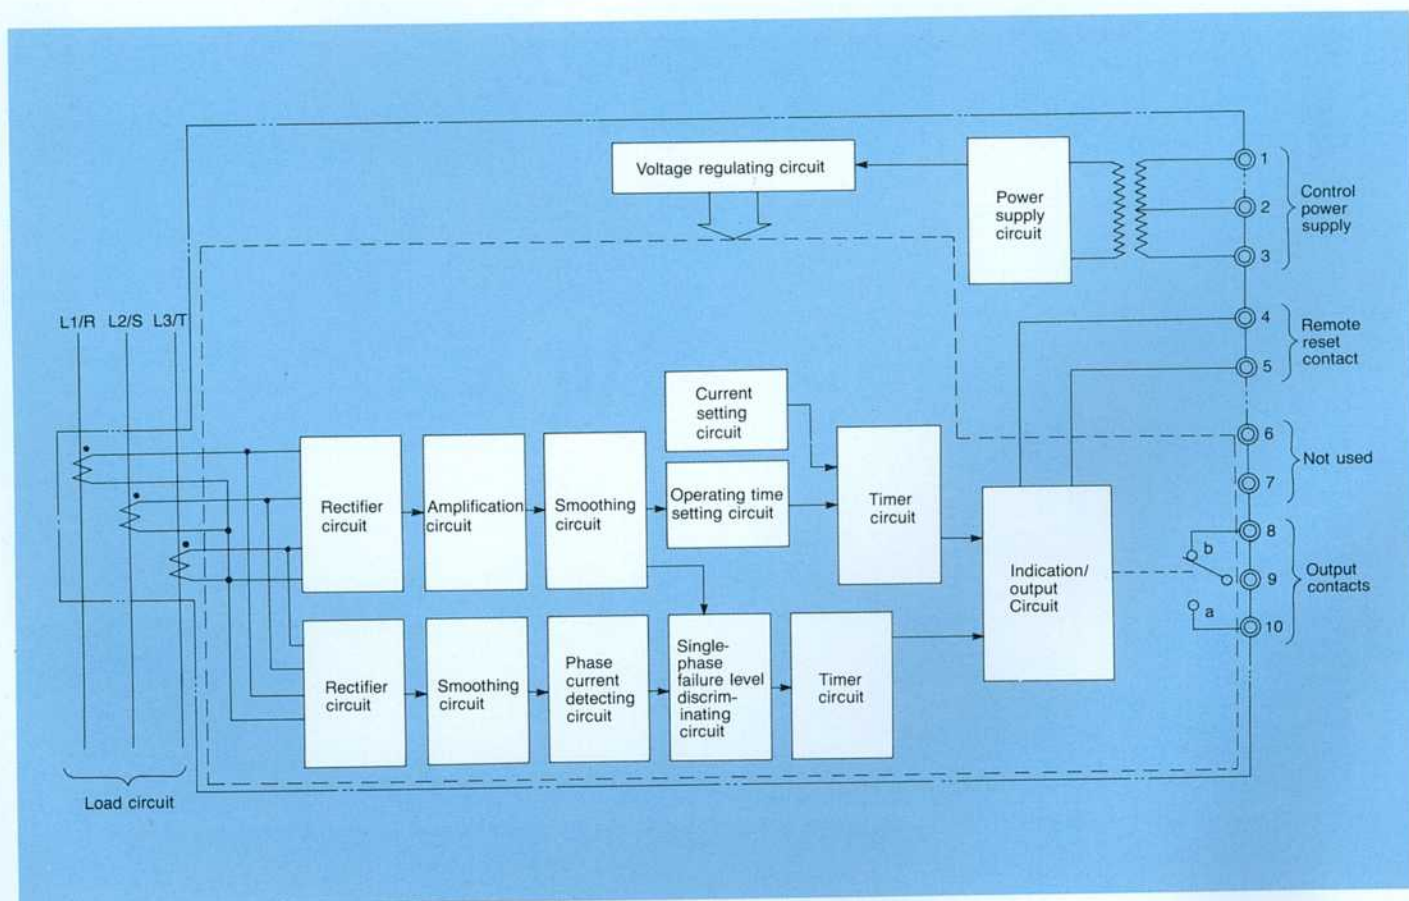 Voltage regulating circuit
Power
supply
circuit
1
2
3
Control
power
supply
L1/R L2/S L3/T
4
5
Remote
reset
contact
Current
setting
circuit
6
7
Not used
Rectifier
circuit
Amplification
circuit
Smoothing
circuit
Operating time
setting circuit
Timer
circuit
Indication/
output
Circuit
b
a
8
9
10
Output
contacts
Rectifier
circuit
Smoothing
circuit
Phase
current
detecting
circuit
Single-
phase
failure level
discrim-
inating
circuit
Timer
circuit
Load circuit